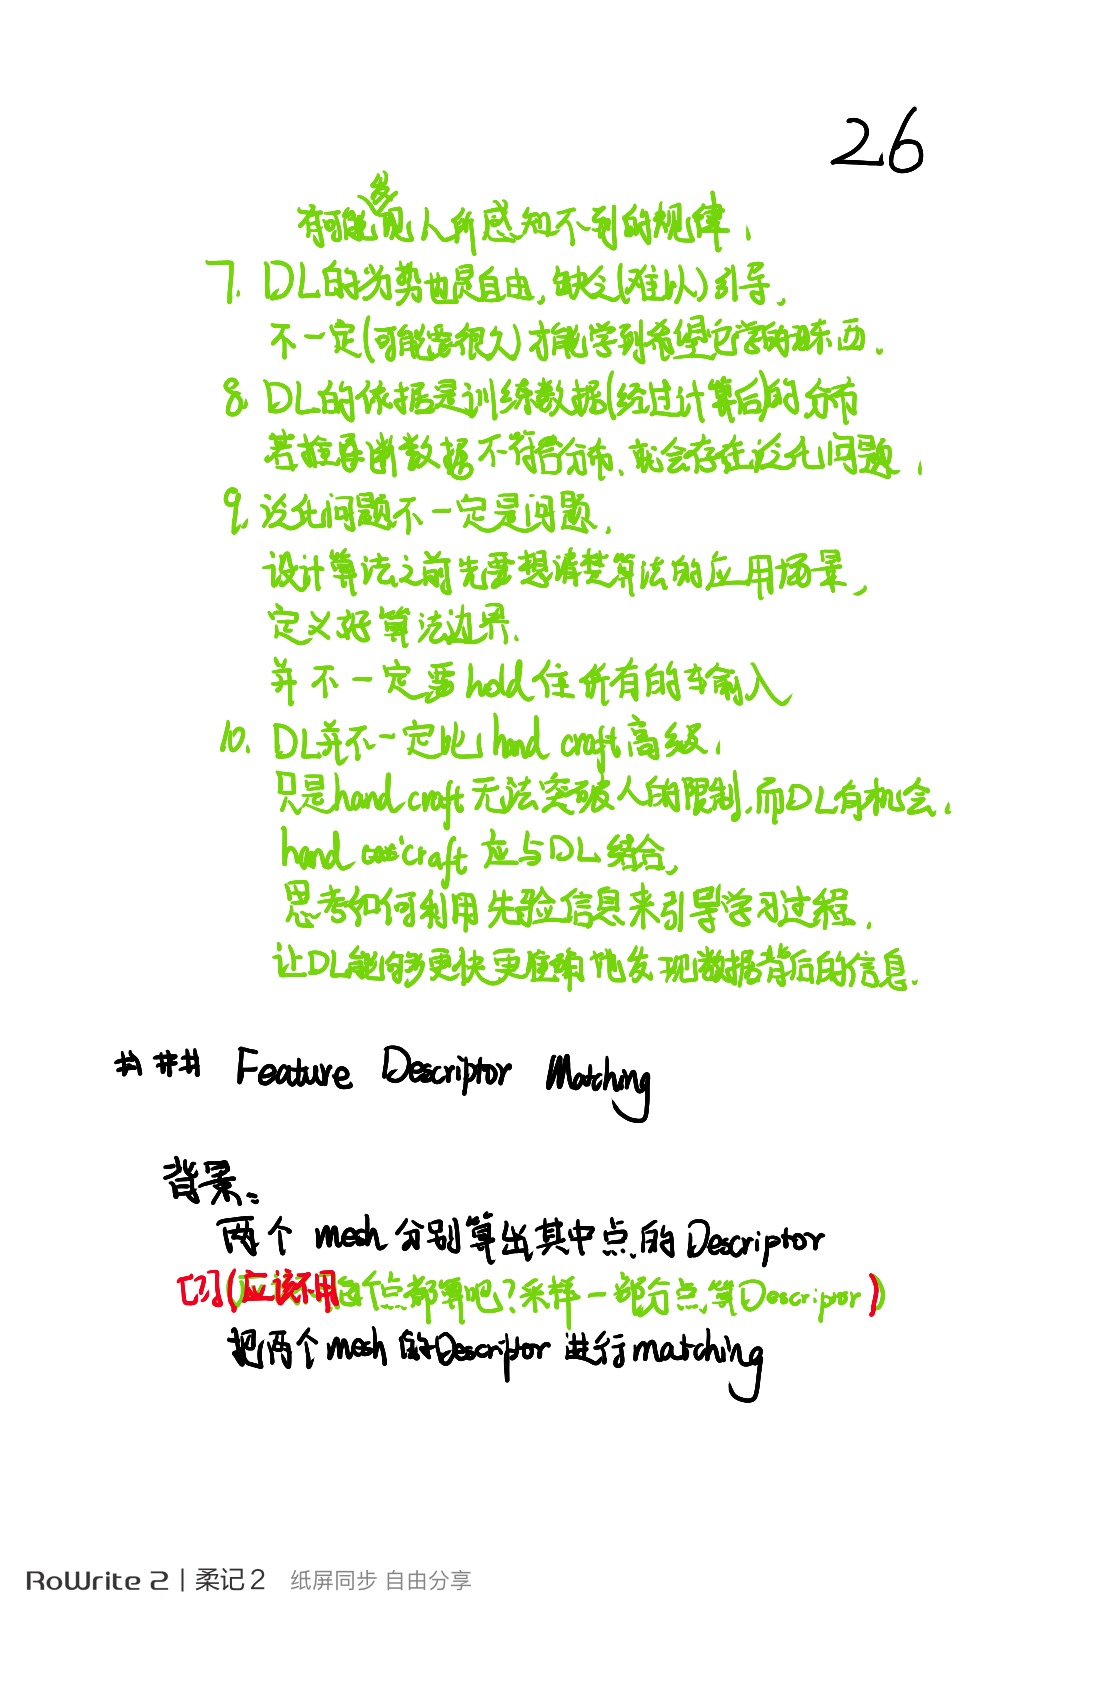 26
有可能发现人所感知不到的规律.
7. DL的劣势也是自由,缺乏(难以)引导,
不一定(可能要很久)才能学到希望它学的东西.
8. DL的依据是训练数据(经过计算后)的分布
若推导断数据不符合分布、就会存在泛化问题.
9. 泛化问题不一定是问题.
设计算法之前先要想清楚算法的应用场景,
定义好算法边界.
并不一定要hold住所有的输入
10. DL并不一定比hand craft高级.
只是hand craft无法突破人的限制.而DL有机会.
hand craft 应与DL结合,
思考如何利用先验信息来引导学习过程.
让DL能够更快更准确地发现数据背后的信息.
### Feature Descriptor Matching
背景:
两个 mesh 分别算出其中点的Descriptor
(应该不用每个点都算吧?采样一部分点算Descriptor)
把两个mesh的Descriptor进行matching
RoWrite 2 | 柔记2 纸屏同步 自由分享